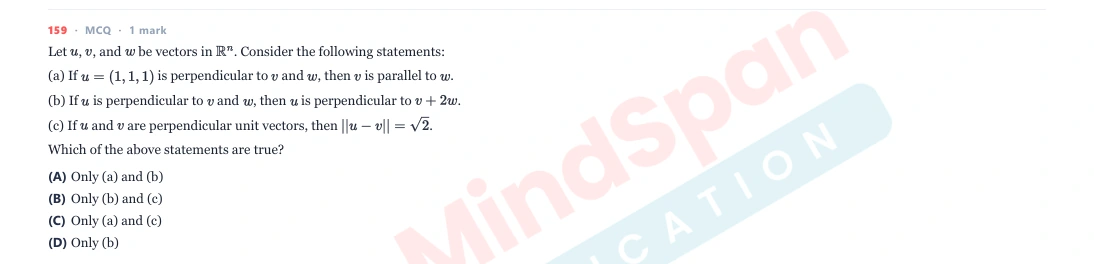 159 · MCQ · 1 mark
Let u, v, and w be vectors in ℝⁿ. Consider the following statements:
(a) If u = (1, 1, 1) is perpendicular to v and w, then v is parallel to w.
(b) If u is perpendicular to v and w, then u is perpendicular to v + 2w.
(c) If u and v are perpendicular unit vectors, then ||u − v|| = √2.
Which of the above statements are true?
(A) Only (a) and (b)
(B) Only (b) and (c)
(C) Only (a) and (c)
(D) Only (b)
Mindspan
CATION